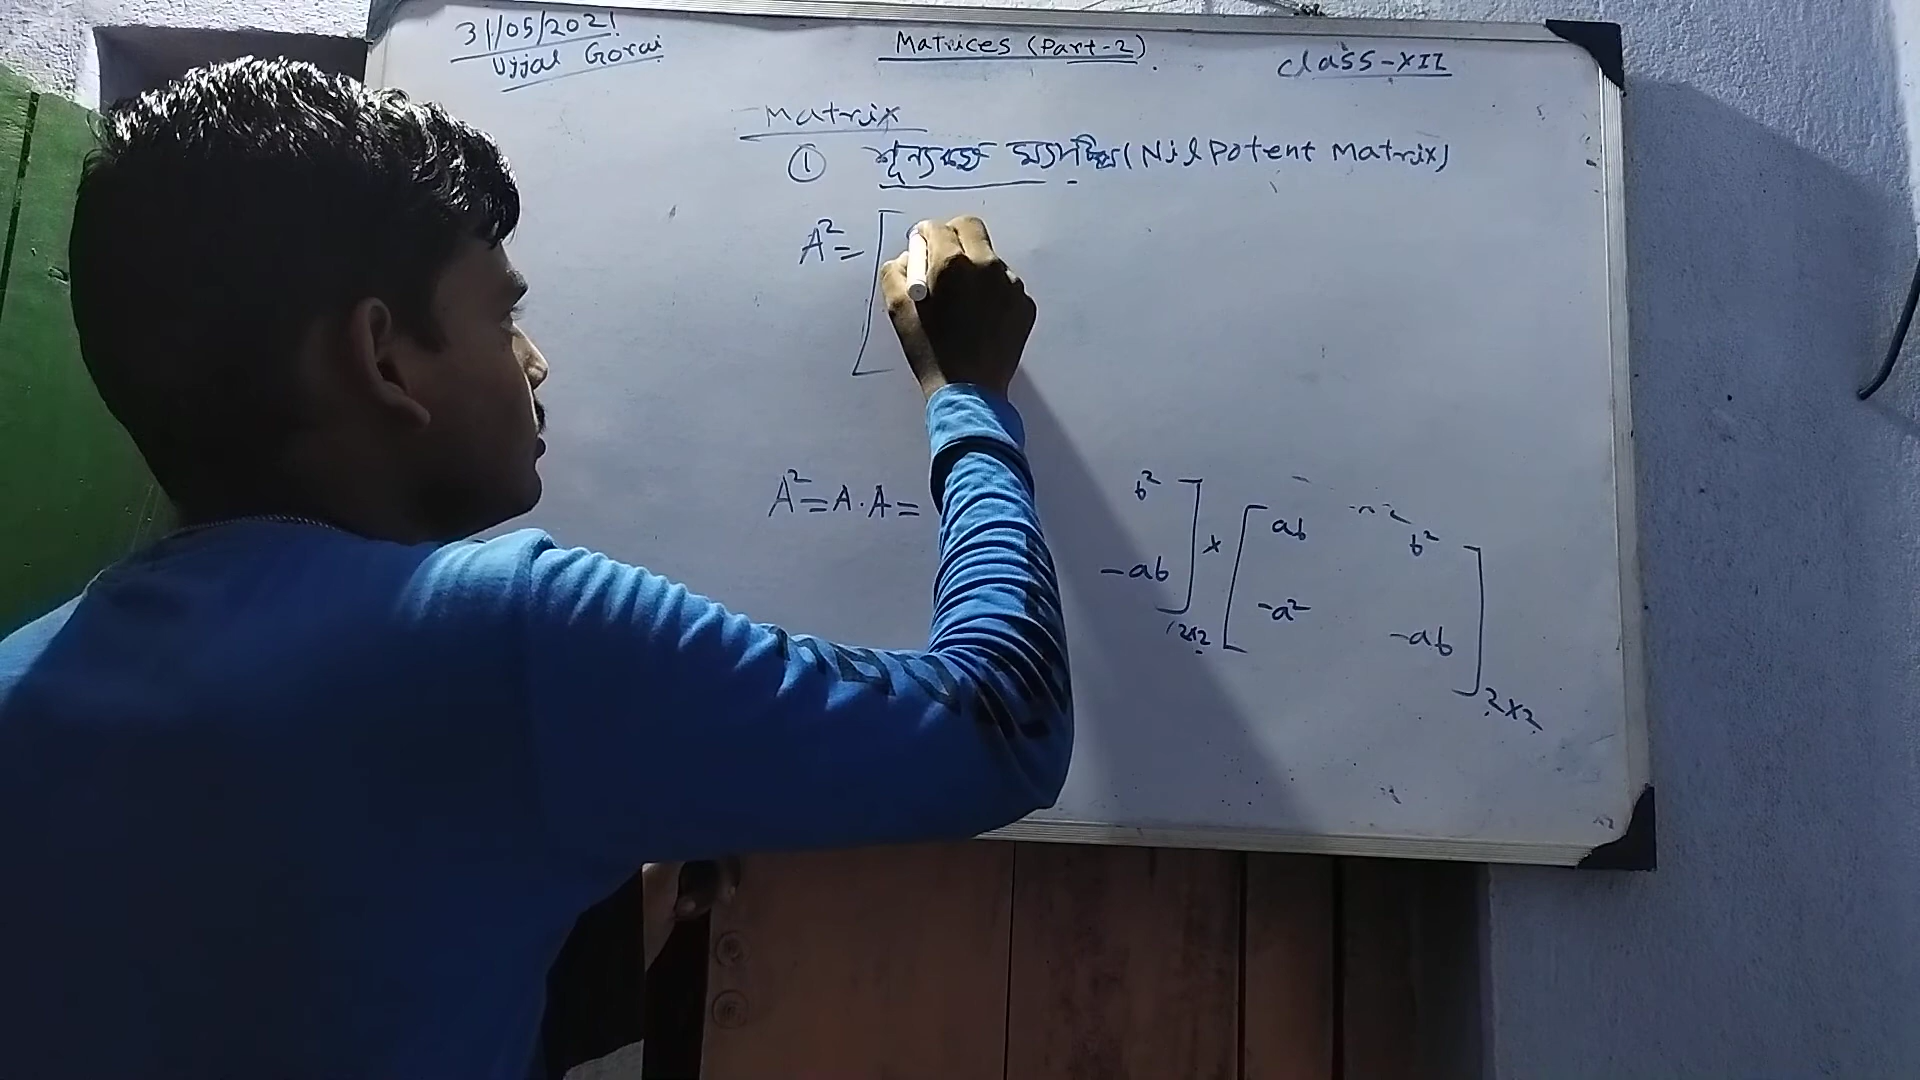 31/05/2021
Ujjal Gorai
Matrices (Part-2)
Class-XII
Matrix
① (Nil Potent Matrix)
A²=[
A²=A.A= b² -ab ]2x2 x [ ab b² -a² -ab ]2x2